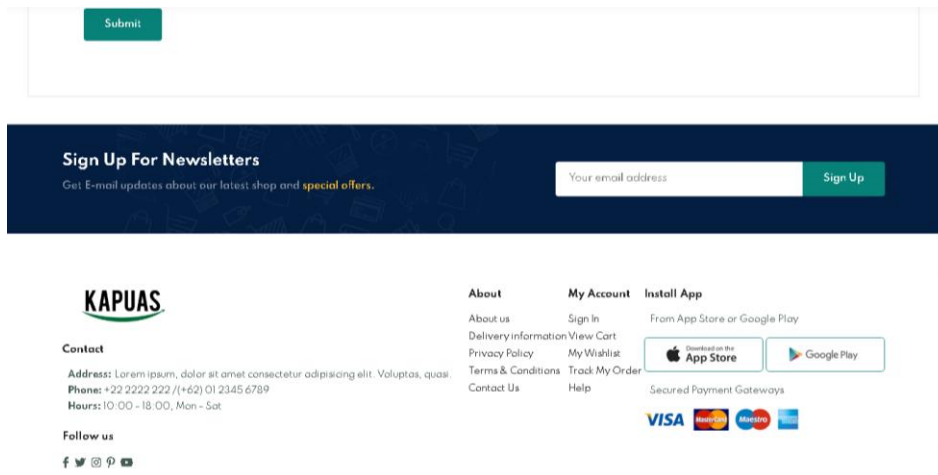 Submit
Sign Up For Newsletters
Get E-mail updates about our latest shop and special offers.
Your email address
Sign Up
KAPUAS
Contact
Address: Lorem ipsum, dolor sit amet consectetur adipisicing elit. Voluptas, quasi.
Phone: +22 2222 222 /(+62) 01 2345 6789
Hours: 10:00 - 18:00, Mon - Sat
Follow us
About
About us
Delivery information
Privacy Policy
Terms & Conditions
Contact Us
My Account
Sign In
View Cart
My Wishlist
Track My Order
Help
Install App
From App Store or Google Play
Download on the
App Store
Google Play
Secured Payment Gateways
VISA
MasterCard
Maestro